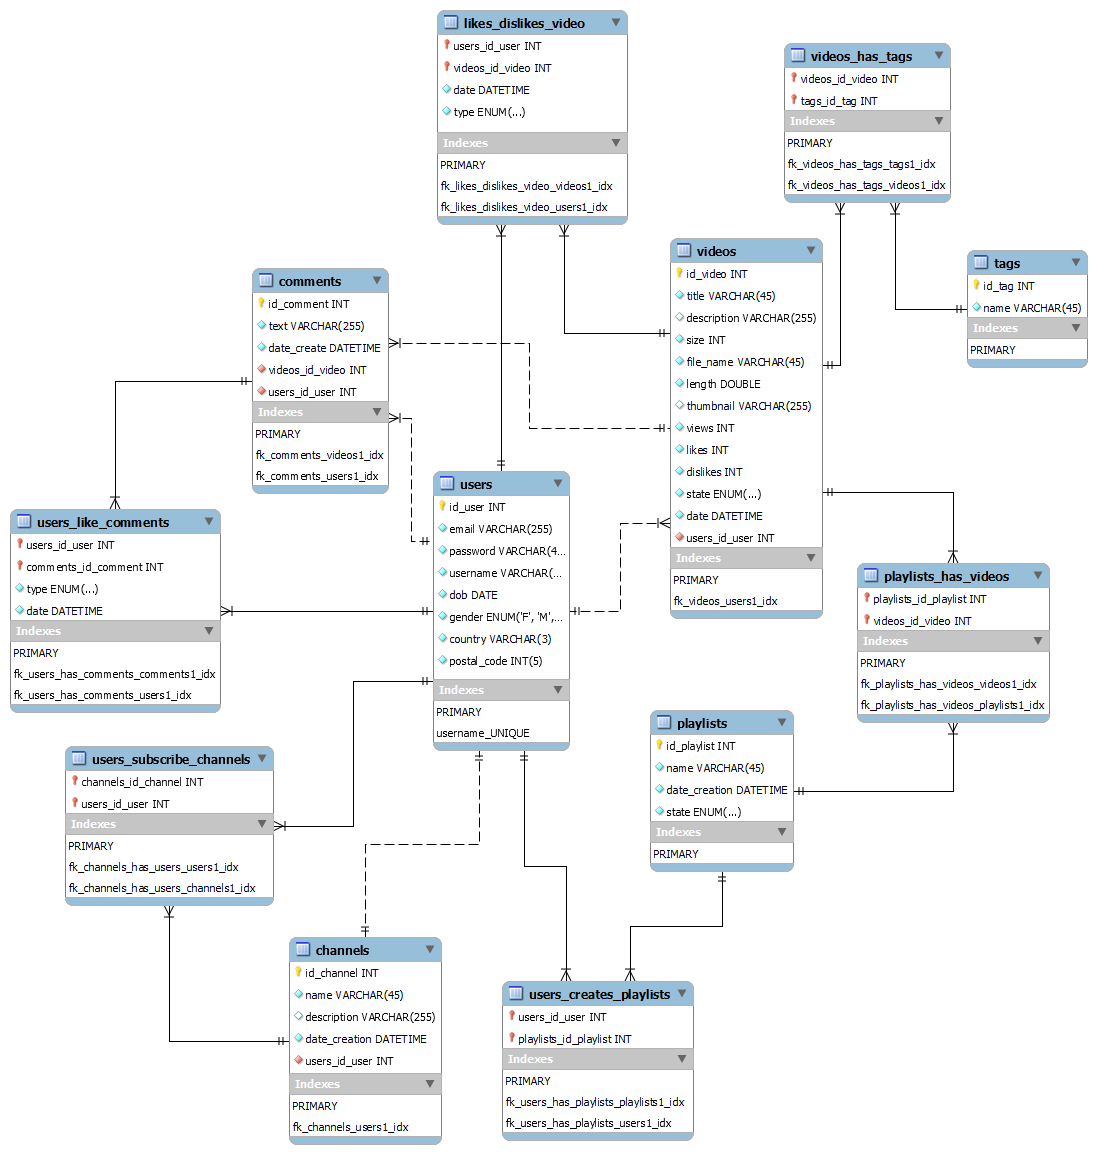 likes_dislikes_video
users_id_user INT
videos_id_video INT
date DATETIME
type ENUM(...)
Indexes
PRIMARY
fk_likes_dislikes_video_videos1_idx
fk_likes_dislikes_video_users1_idx
videos_has_tags
videos_id_video INT
tags_id_tag INT
Indexes
PRIMARY
fk_videos_has_tags_tags1_idx
fk_videos_has_tags_videos1_idx
videos
id_video INT
title VARCHAR(45)
description VARCHAR(255)
size INT
file_name VARCHAR(45)
length DOUBLE
thumbnail VARCHAR(255)
views INT
likes INT
dislikes INT
state ENUM(...)
date DATETIME
users_id_user INT
Indexes
PRIMARY
fk_videos_users1_idx
tags
id_tag INT
name VARCHAR(45)
Indexes
PRIMARY
comments
id_comment INT
text VARCHAR(255)
date_create DATETIME
videos_id_video INT
users_id_user INT
Indexes
PRIMARY
fk_comments_videos1_idx
fk_comments_users1_idx
users
id_user INT
email VARCHAR(255)
password VARCHAR(4...
username VARCHAR(...
dob DATE
gender ENUM('F', 'M',...
country VARCHAR(3)
postal_code INT(5)
Indexes
PRIMARY
username_UNIQUE
users_like_comments
users_id_user INT
comments_id_comment INT
type ENUM(...)
date DATETIME
Indexes
PRIMARY
fk_users_has_comments_comments1_idx
fk_users_has_comments_users1_idx
playlists_has_videos
playlists_id_playlist INT
videos_id_video INT
Indexes
PRIMARY
fk_playlists_has_videos_videos1_idx
fk_playlists_has_videos_playlists1_idx
playlists
id_playlist INT
name VARCHAR(45)
date_creation DATETIME
state ENUM(...)
Indexes
PRIMARY
users_subscribe_channels
channels_id_channel INT
users_id_user INT
Indexes
PRIMARY
fk_channels_has_users_users1_idx
fk_channels_has_users_channels1_idx
channels
id_channel INT
name VARCHAR(45)
description VARCHAR(255)
date_creation DATETIME
users_id_user INT
Indexes
PRIMARY
fk_channels_users1_idx
users_creates_playlists
users_id_user INT
playlists_id_playlist INT
Indexes
PRIMARY
fk_users_has_playlists_playlists1_idx
fk_users_has_playlists_users1_idx